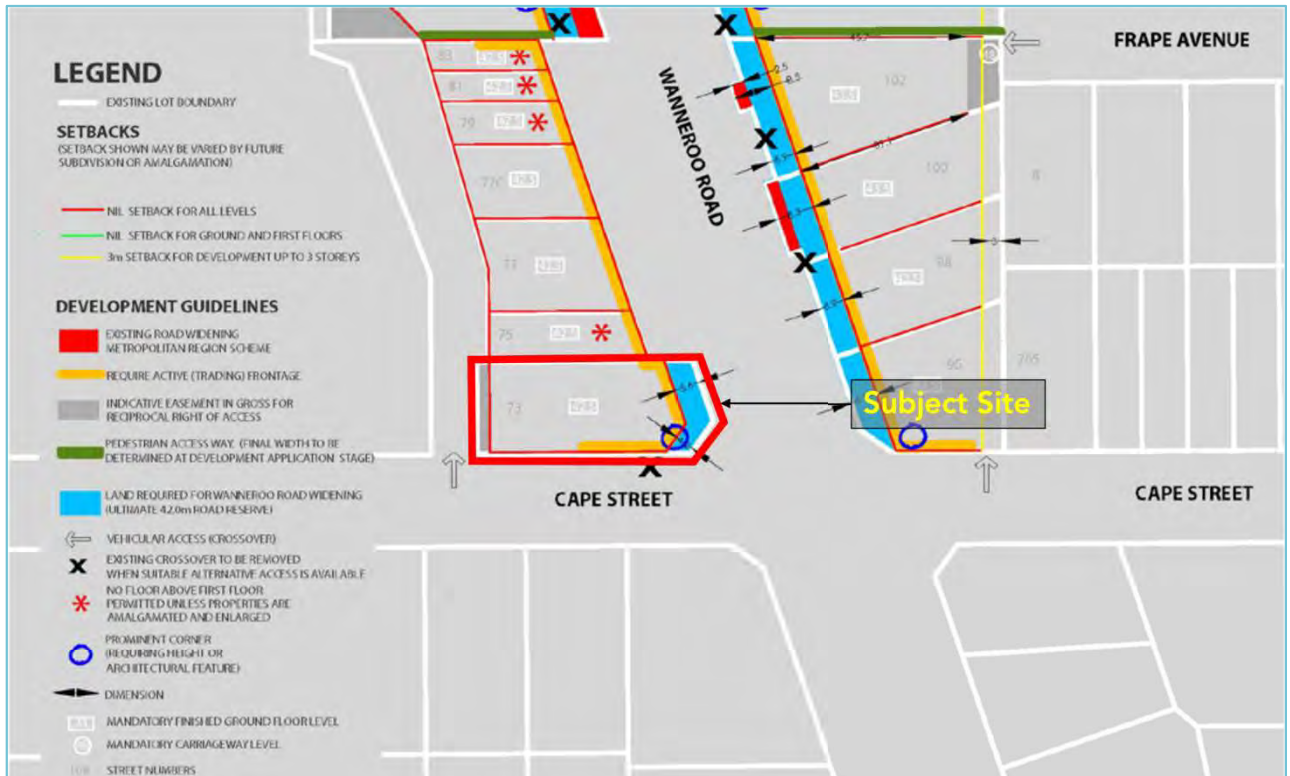 LEGEND
EXISTING LOT BOUNDARY
SETBACKS
(SETBACK SHOWN MAY BE VARIED BY FUTURE
SUBDIVISION OR AMALGAMATION)
NIL SETBACK FOR ALL LEVELS
NIL SETBACK FOR GROUND AND FIRST FLOORS
3m SETBACK FOR DEVELOPMENT UP TO 3 STOREYS
DEVELOPMENT GUIDELINES
EXISTING ROAD WIDENING
METROPOLITAN REGION SCHEME
REQUIRE ACTIVE (TRADING) FRONTAGE
INDICATIVE EASEMENT IN GROSS FOR
RECIPROCAL RIGHT OF ACCESS
PEDESTRIAN ACCESS WAY. (FINAL WIDTH TO BE
DETERMINED AT DEVELOPMENT APPLICATION STAGE)
LAND REQUIRED FOR WANNEROO ROAD WIDENING
(ULTIMATE 42.0m ROAD RESERVE)
VEHICULAR ACCESS (CROSSOVER)
EXISTING CROSSOVER TO BE REMOVED
WHEN SUITABLE ALTERNATIVE ACCESS IS AVAILABLE
NO FLOOR ABOVE FIRST FLOOR
PERMITTED UNLESS PROPERTIES ARE
AMALGAMATED AND ENLARGED
PROMINENT CORNER
(REQUIRING HEIGHT OR
ARCHITECTURAL FEATURE)
DIMENSION
MANDATORY FINISHED GROUND FLOOR LEVEL
MANDATORY CARRIAGEWAY LEVEL
STREET NUMBERS
83
81
79
77
75
73
WANNEROO ROAD
FRAPE AVENUE
102
100
98
8
Subject Site
CAPE STREET
CAPE STREET